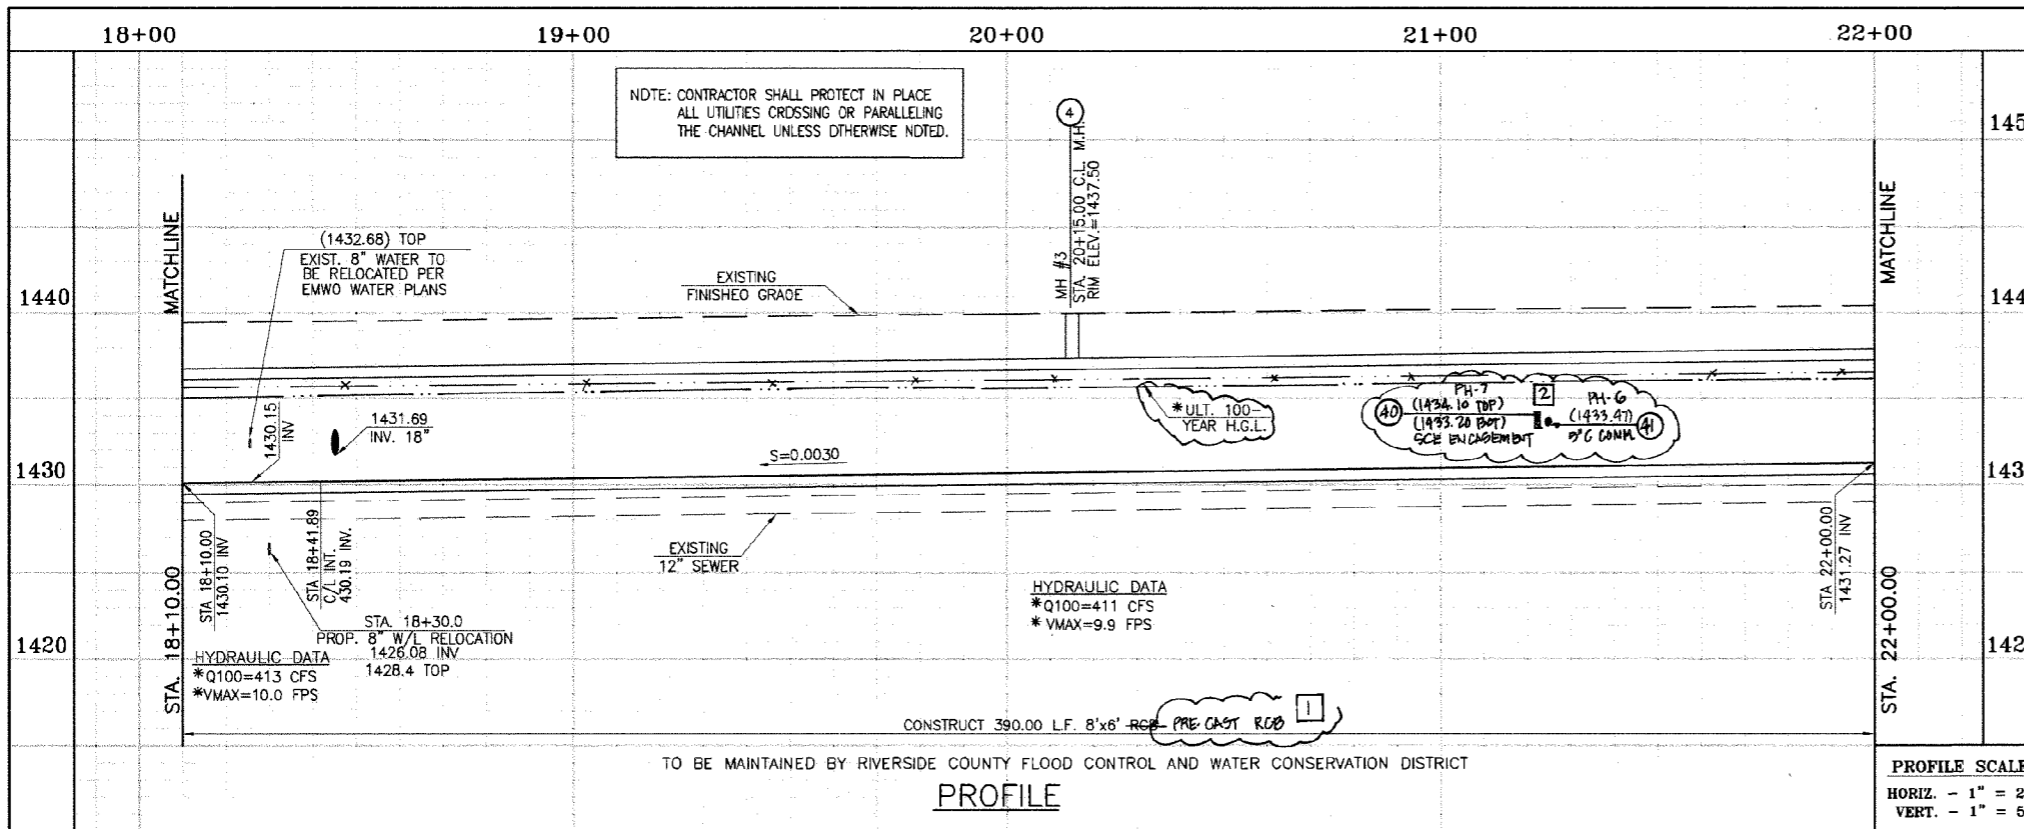 18+00
19+00
20+00
21+00
22+00
NOTE: CONTRACTOR SHALL PROTECT IN PLACE
ALL UTILITIES CROSSING OR PARALLELING
THE CHANNEL UNLESS OTHERWISE NOTED.
4
145
MH #3
STA. 20+15.00 C.L. M.H.
RIM ELEV.=1437.50
MATCHLINE
(1432.68) TOP
EXIST. 8" WATER TO
BE RELOCATED PER
EMWD WATER PLANS
EXISTING
FINISHED GRADE
MATCHLINE
1440
144
1430.15
INV
1431.69
INV. 18"
*ULT. 100-
YEAR H.G.L.
40
PH-7
(1434.10 TOP)
(1433.20 BOT)
SCE ENCASEMENT
2
PH-6
(1433.47)
41
S=0.0030
1430
143
STA 18+10.00
1430.10 INV
STA 18+41.89
C/L INT.
430.19 INV.
EXISTING
12" SEWER
STA 22+00.00
1431.27 INV
STA. 18+10.00
STA. 18+30.0
PROP. 8" W/L RELOCATION
1426.08 INV
1428.4 TOP
HYDRAULIC DATA
*Q100=411 CFS
*VMAX=9.9 FPS
STA. 22+00.00
1420
142
HYDRAULIC DATA
*Q100=413 CFS
*VMAX=10.0 FPS
CONSTRUCT 390.00 L.F. 8'x6' RCB PRE-CAST RCB 1
TO BE MAINTAINED BY RIVERSIDE COUNTY FLOOD CONTROL AND WATER CONSERVATION DISTRICT
PROFILE
PROFILE SCALE
HORIZ. - 1" = 2
VERT. - 1" = 5